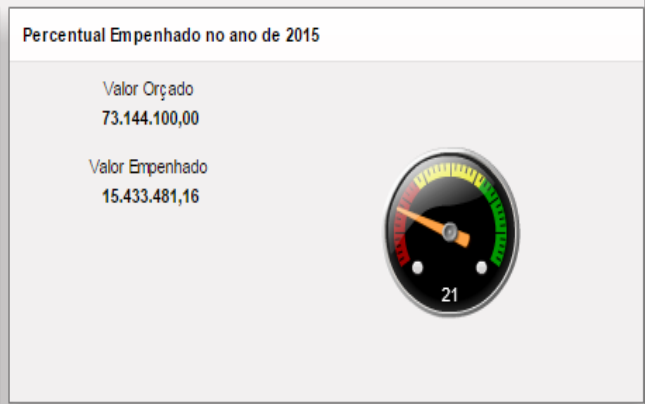 Percentual Empenhado no ano de 2015
Valor Orçado
73.144.100,00
Valor Empenhado
15.433.481,16
21